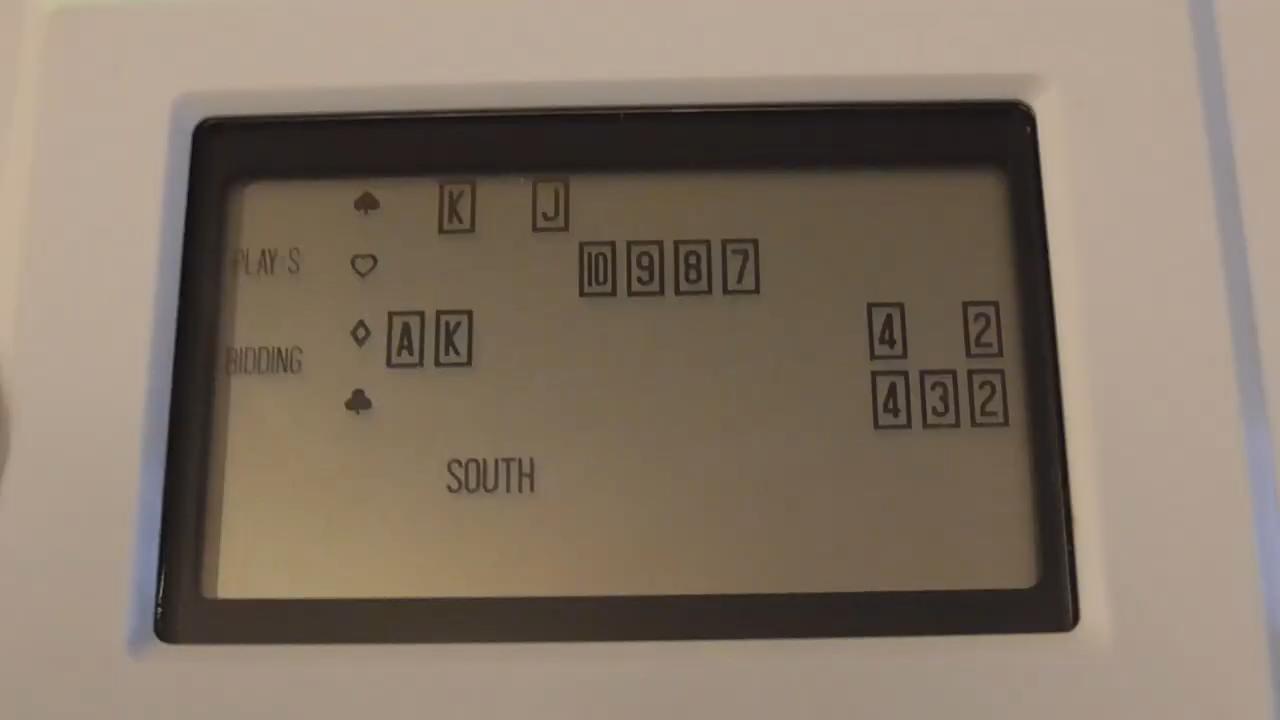 ♠ K J
PLAY S ♡ 10 9 8 7
♢ A K 4 2
BIDDING
♣ 4 3 2
SOUTH